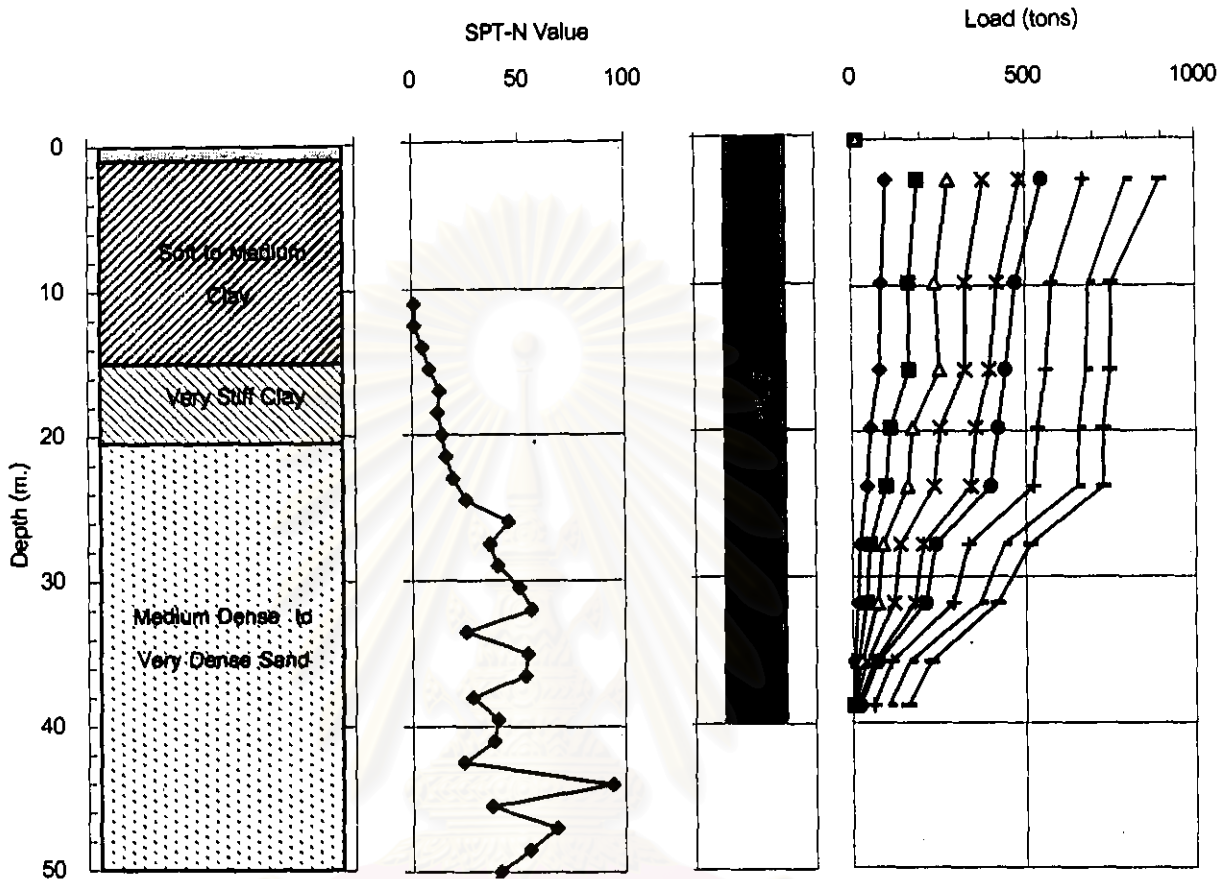 SPT-N Value
Load (tons)
0 50 100
0 500 1000
0
10
20
30
40
50
Depth (m.)
Soft to Medium
Clay
Very Stiff Clay
Medium Dense to
Very Dense Sand